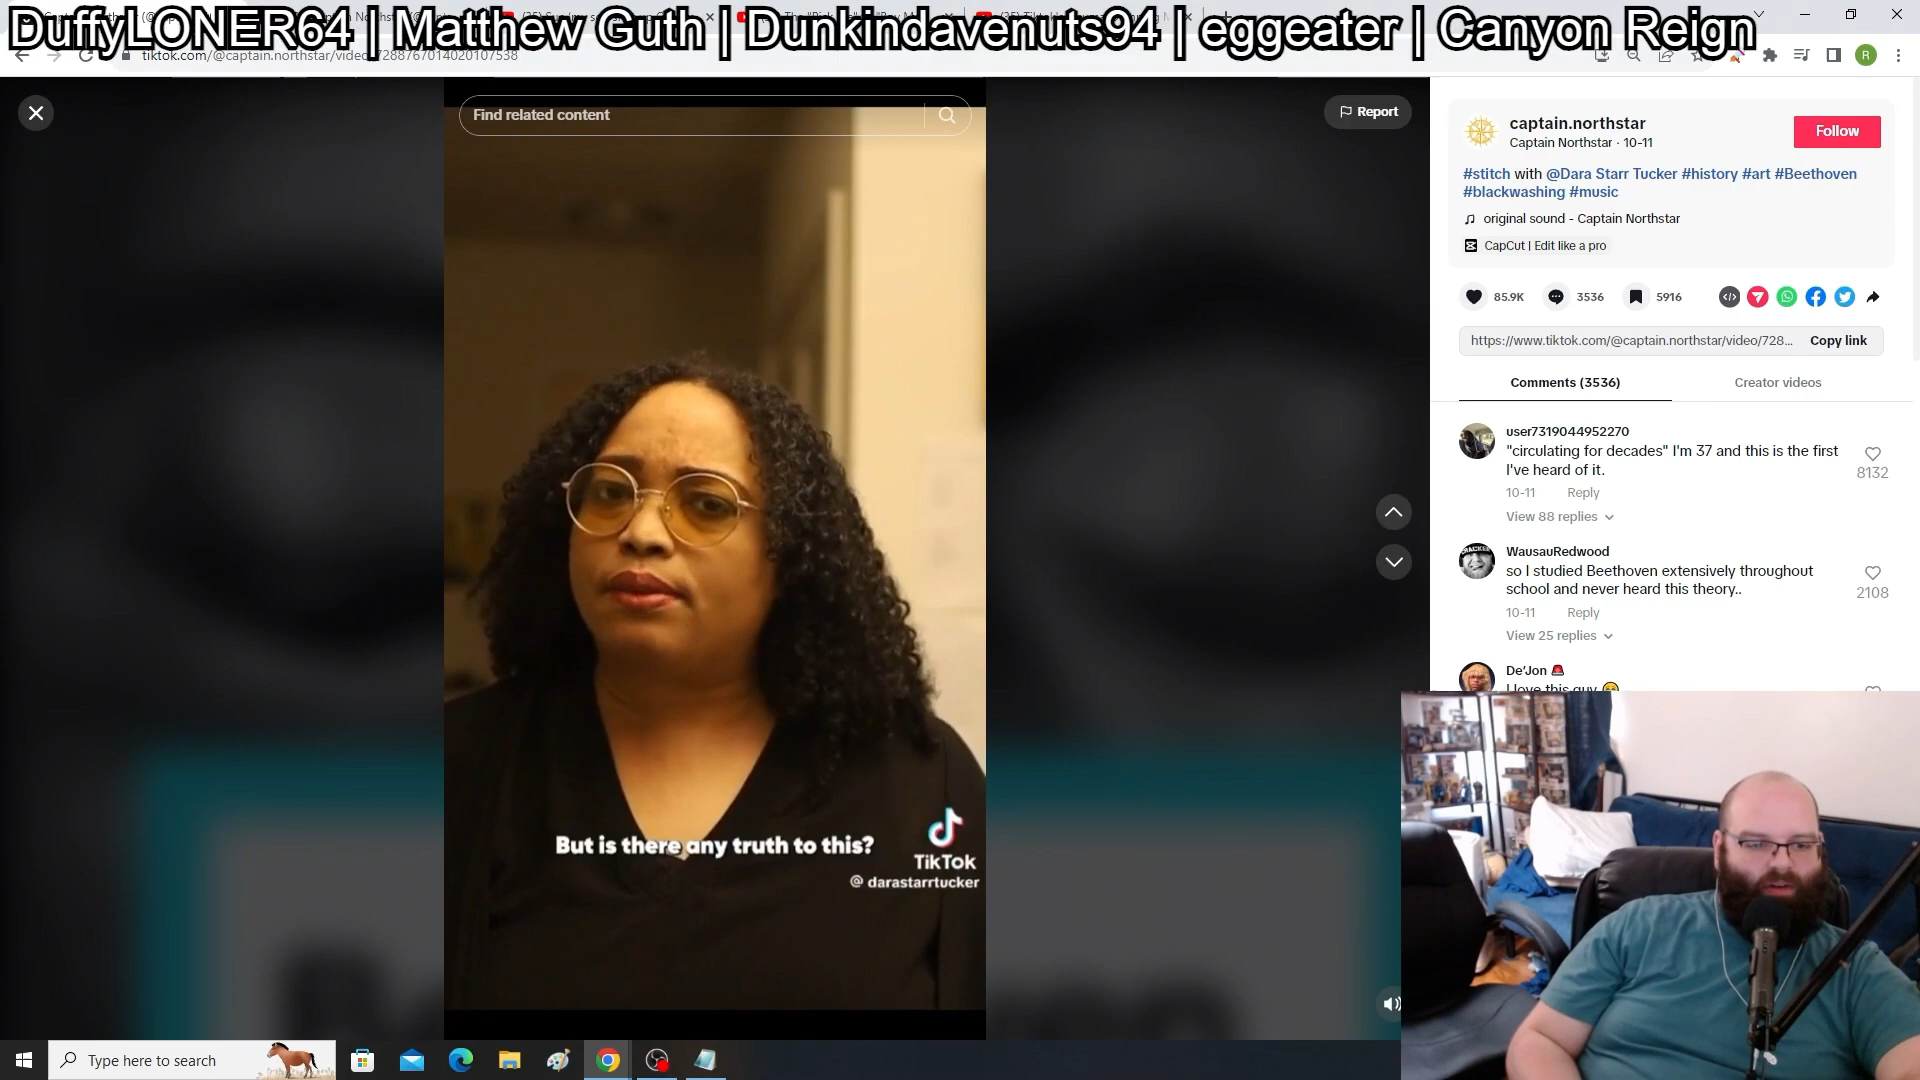 DuffyLONER64 | Matthew Guth | Dunkindavenuts94 | eggeater | Canyon Reign
tiktok.com/@captain.northstar/video/7288767014020107538
Find related content
Report
captain.northstar
Captain Northstar · 10-11
Follow
#stitch with @Dara Starr Tucker #history #art #Beethoven
#blackwashing #music
original sound - Captain Northstar
CapCut | Edit like a pro
85.9K
3536
5916
https://www.tiktok.com/@captain.northstar/video/728...
Copy link
Comments (3536)
Creator videos
user7319044952270
"circulating for decades" I'm 37 and this is the first
I've heard of it.
8132
10-11 Reply
View 88 replies
WausauRedwood
so I studied Beethoven extensively throughout
school and never heard this theory..
2108
10-11 Reply
View 25 replies
De'Jon
I love this guy
But is there any truth to this?
TikTok
@ darastarrtucker
Type here to search
R